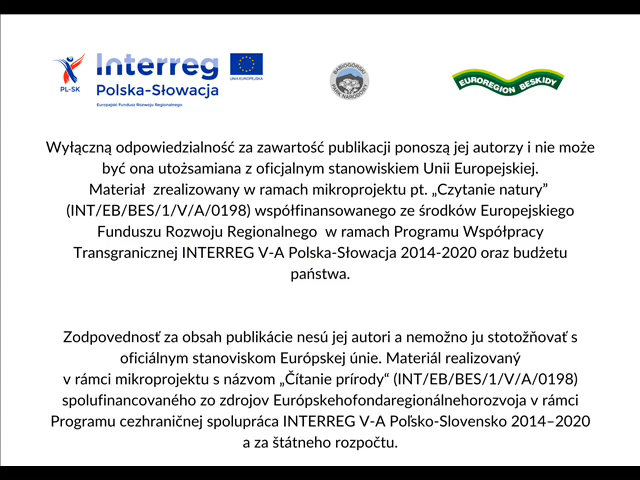 PL-SK
Interreg
Polska-Słowacja
Europejski Fundusz Rozwoju Regionalnego
UNIA EUROPEJSKA
BABIOGÓRSKI
PARK NARODOWY
EUROREGION BESKIDY
Wyłączną odpowiedzialność za zawartość publikacji ponoszą jej autorzy i nie może
być ona utożsamiana z oficjalnym stanowiskiem Unii Europejskiej.
Materiał zrealizowany w ramach mikroprojektu pt. „Czytanie natury”
(INT/EB/BES/1/V/A/0198) współfinansowanego ze środków Europejskiego
Funduszu Rozwoju Regionalnego w ramach Programu Współpracy
Transgranicznej INTERREG V-A Polska-Słowacja 2014-2020 oraz budżetu
państwa.
Zodpovednosť za obsah publikácie nesú jej autori a nemožno ju stotožňovať s
oficiálnym stanoviskom Európskej únie. Materiál realizovaný
v rámci mikroprojektu s názvom „Čítanie prírody“ (INT/EB/BES/1/V/A/0198)
spolufinancovaného zo zdrojov Európskehofondaregionálnehorozvoja v rámci
Programu cezhraničnej spolupráca INTERREG V-A Poľsko-Slovensko 2014–2020
a za štátneho rozpočtu.